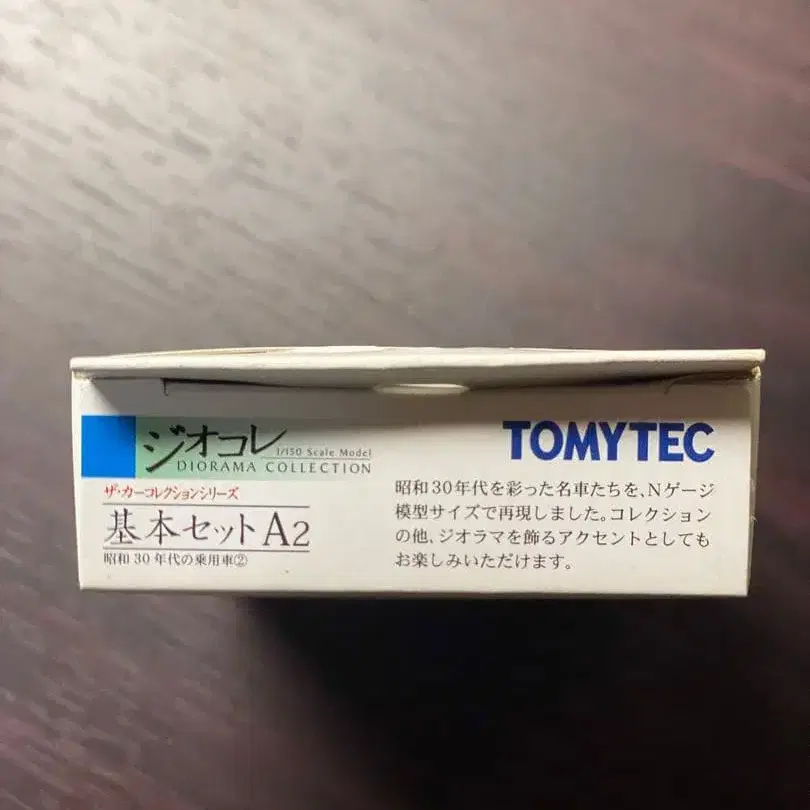 ジオコレ
1/150 Scale Model
DIORAMA COLLECTION
ザ・カーコレクションシリーズ
基本セットA2
昭和30年代の乗用車②
TOMYTEC
昭和30年代を彩った名車たちを、Nゲージ
模型サイズで再現しました。コレクション
の他、ジオラマを飾るアクセントとしても
お楽しみいただけます。